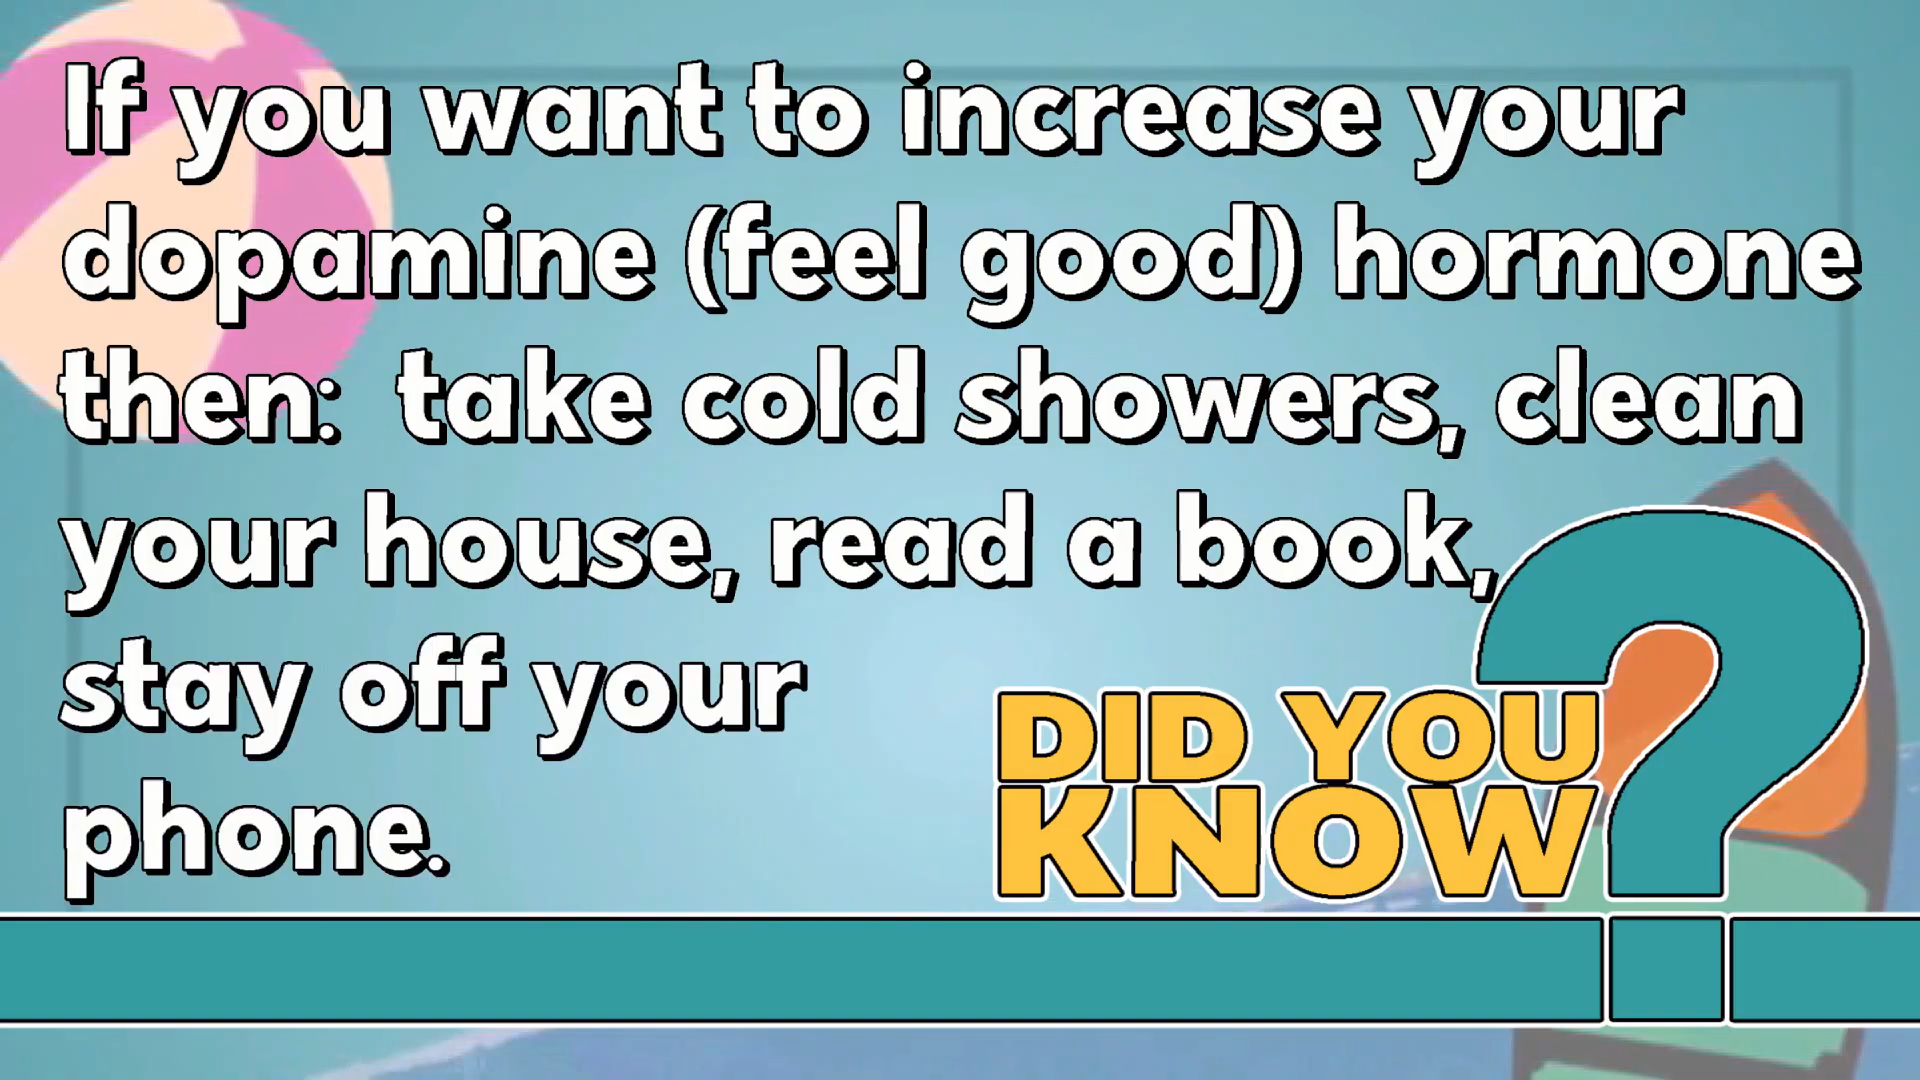 If you want to increase your
dopamine (feel good) hormone
then:  take cold showers, clean
your house, read a book,
stay off your
phone.
DID YOU
KNOW?